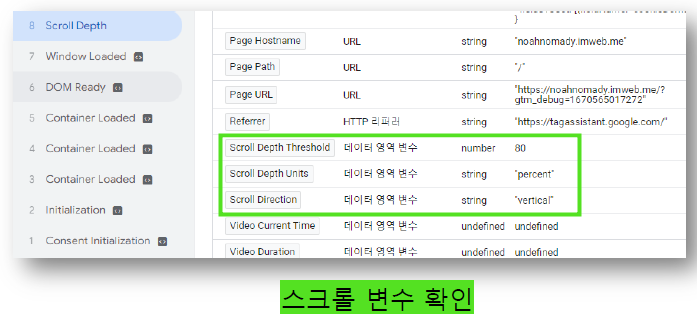 8 Scroll Depth
7 Window Loaded
6 DOM Ready
5 Container Loaded
4 Container Loaded
3 Container Loaded
2 Initialization
1 Consent Initialization
}
Page Hostname URL string "noahnomady.imweb.me"
Page Path URL string "/"
Page URL URL string "https://noahnomady.imweb.me/?
gtm_debug=1670565017272"
Referrer HTTP 리퍼러 string "https://tagassistant.google.com/"
Scroll Depth Threshold 데이터 영역 변수 number 80
Scroll Depth Units 데이터 영역 변수 string "percent"
Scroll Direction 데이터 영역 변수 string "vertical"
Video Current Time 데이터 영역 변수 undefined undefined
Video Duration 데이터 영역 변수 undefined undefined
스크롤 변수 확인